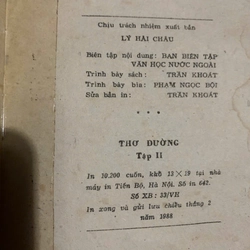 Chịu trách nhiệm xuất bản
LÝ HẢI CHÂU
Biên tập nội dung: BAN BIÊN TẬP
VĂN HỌC NƯỚC NGOÀI
Trình bày sách: TRẦN KHOÁT
Trình bày bìa: PHẠM NGỌC BỘI
Sửa bản in: TRẦN KHOÁT
THƠ ĐƯỜNG
Tập II
In 10.200 cuốn, khổ 13 × 19 tại nhà
máy in Tiến Bộ, Hà Nội. Số in 642.
Số XB: 33/VH
In xong và gửi lưu chiểu tháng 2
năm 1988